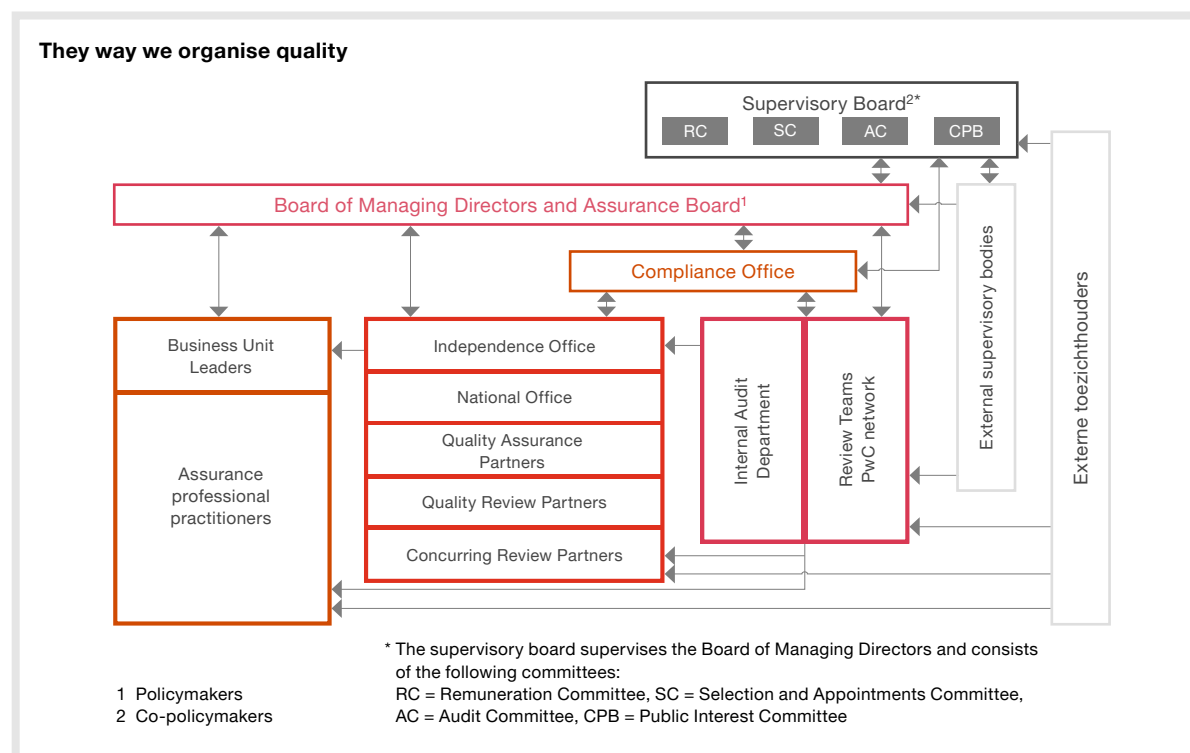 They way we organise quality
Supervisory Board2*
RC
SC
AC
CPB
Board of Managing Directors and Assurance Board1
Compliance Office
Business Unit
Leaders
Assurance
professional
practitioners
Independence Office
National Office
Quality Assurance
Partners
Quality Review Partners
Concurring Review Partners
Internal Audit
Department
Review Teams
PwC network
External supervisory bodies
Externe toezichthouders
* The supervisory board supervises the Board of Managing Directors and consists
of the following committees:
RC = Remuneration Committee, SC = Selection and Appointments Committee,
AC = Audit Committee, CPB = Public Interest Committee
1 Policymakers
2 Co-policymakers